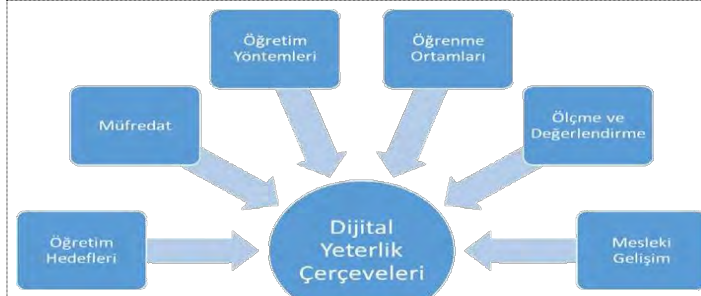 Öğretim
Yöntemleri
Öğrenme
Ortamları
Müfredat
Ölçme ve
Değerlendirme
Öğretim
Hedefleri
Dijital
Yeterlik
Çerçeveleri
Mesleki
Gelişim